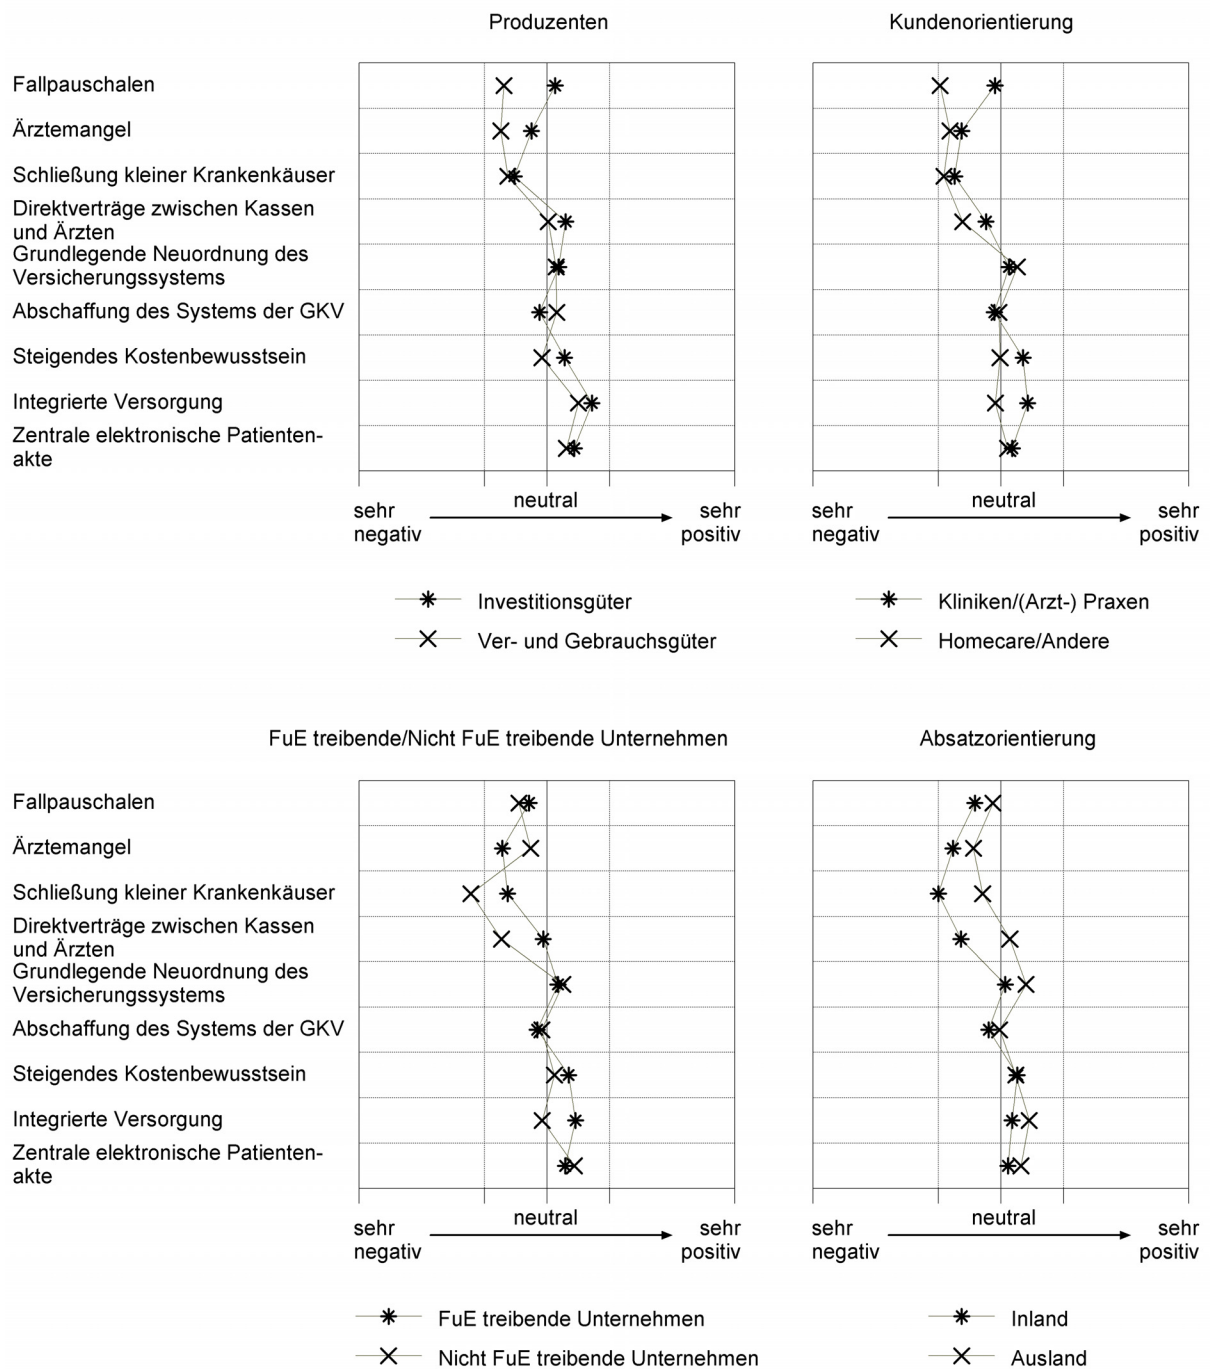 Produzenten
Kundenorientierung
Fallpauschalen
Ärztemangel
Schließung kleiner Krankenkäuser
Direktverträge zwischen Kassen
und Ärzten
Grundlegende Neuordnung des
Versicherungssystems
Abschaffung des Systems der GKV
Steigendes Kostenbewusstsein
Integrierte Versorgung
Zentrale elektronische Patienten-
akte
sehr
negativ
neutral
sehr
positiv
sehr
negativ
neutral
sehr
positiv
Investitionsgüter
Ver- und Gebrauchsgüter
Kliniken/(Arzt-) Praxen
Homecare/Andere
FuE treibende/Nicht FuE treibende Unternehmen
Absatzorientierung
Fallpauschalen
Ärztemangel
Schließung kleiner Krankenkäuser
Direktverträge zwischen Kassen
und Ärzten
Grundlegende Neuordnung des
Versicherungssystems
Abschaffung des Systems der GKV
Steigendes Kostenbewusstsein
Integrierte Versorgung
Zentrale elektronische Patienten-
akte
sehr
negativ
neutral
sehr
positiv
sehr
negativ
neutral
sehr
positiv
FuE treibende Unternehmen
Nicht FuE treibende Unternehmen
Inland
Ausland